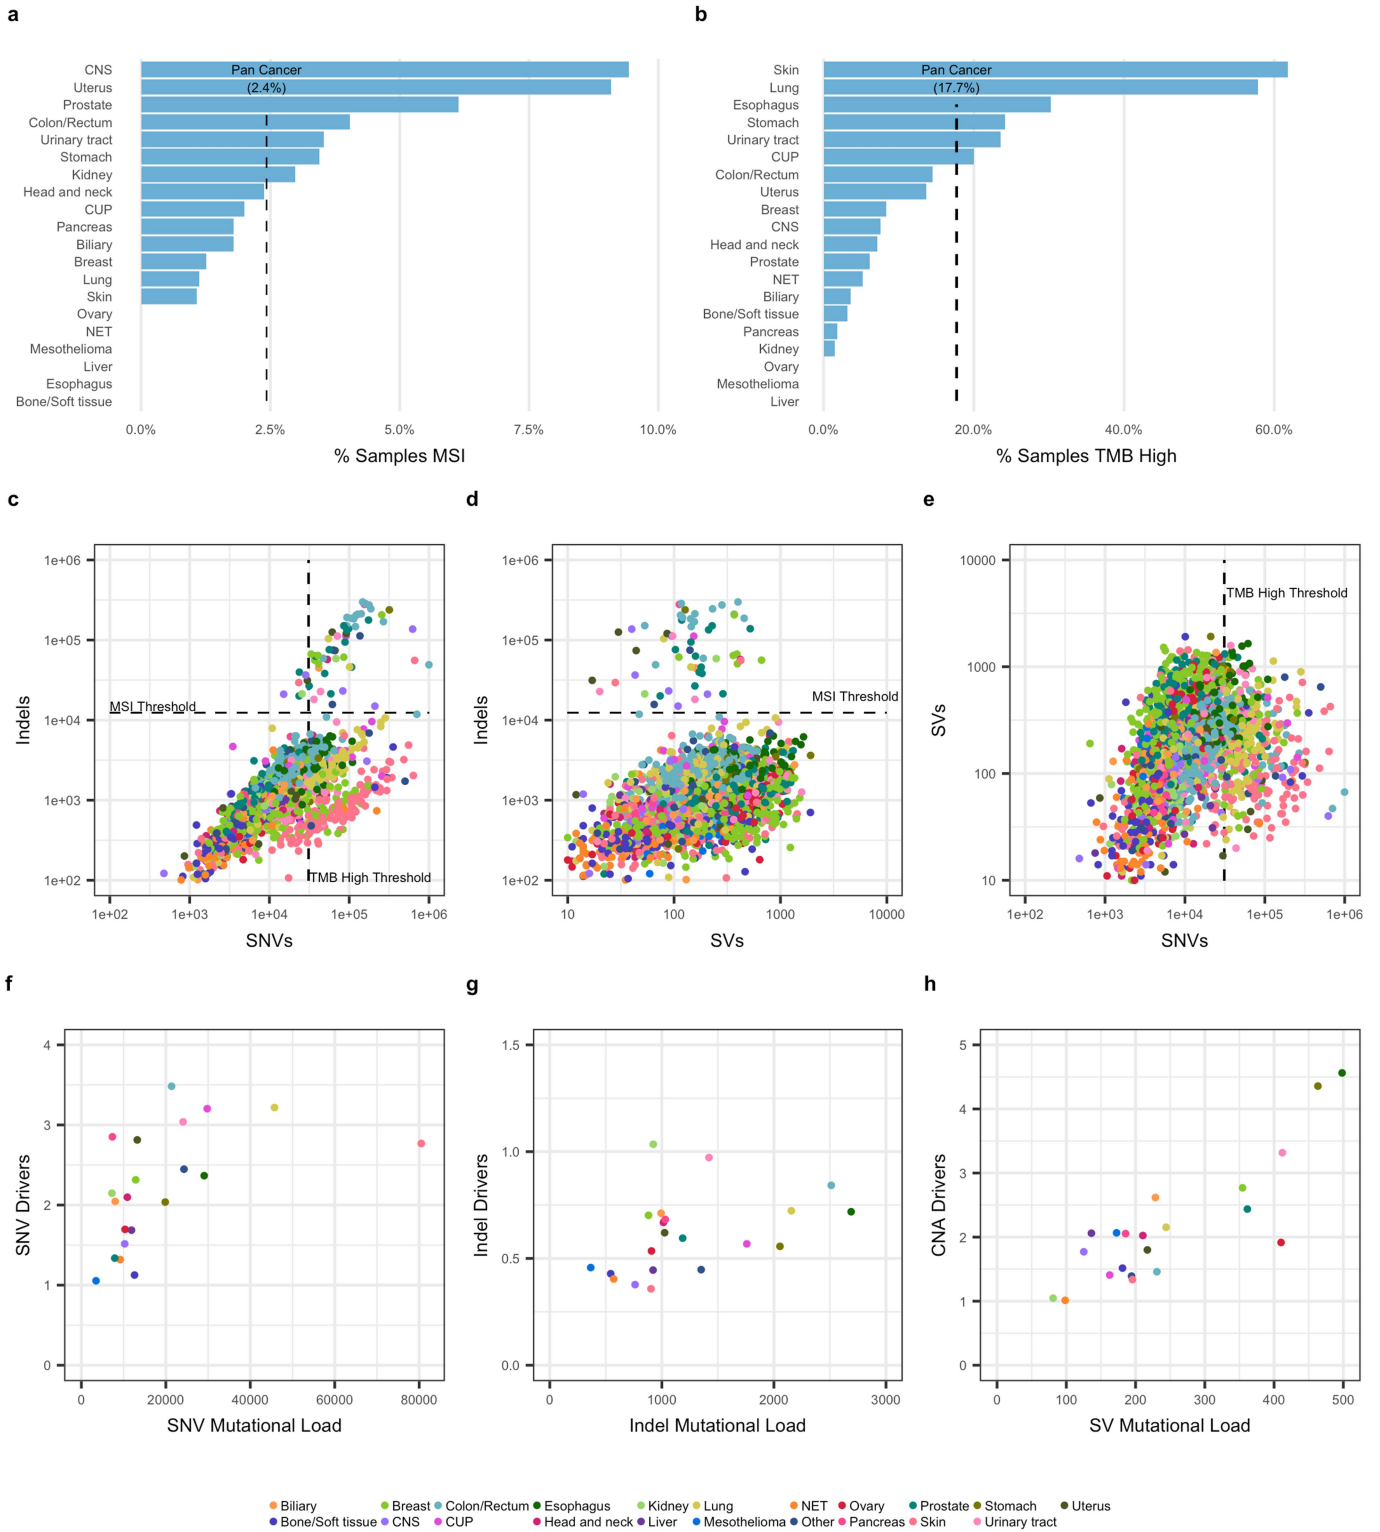 a
CNS
Uterus
Prostate
Colon/Rectum
Urinary tract
Stomach
Kidney
Head and neck
CUP
Pancreas
Biliary
Breast
Lung
Skin
Ovary
NET
Mesothelioma
Liver
Esophagus
Bone/Soft tissue
Pan Cancer
(2.4%)
0.0% 2.5% 5.0% 7.5% 10.0%
% Samples MSI
b
Skin
Lung
Esophagus
Stomach
Urinary tract
CUP
Colon/Rectum
Uterus
Breast
CNS
Head and neck
Prostate
NET
Biliary
Bone/Soft tissue
Pancreas
Kidney
Ovary
Mesothelioma
Liver
Pan Cancer
(17.7%)
0.0% 20.0% 40.0% 60.0%
% Samples TMB High
c
Indels
1e+06
1e+05
1e+04
1e+03
1e+02
MSI Threshold
TMB High Threshold
1e+02 1e+03 1e+04 1e+05 1e+06
SNVs
d
Indels
1e+06
1e+05
1e+04
1e+03
1e+02
MSI Threshold
10 100 1000 10000
SVs
e
SVs
10000
1000
100
10
TMB High Threshold
1e+02 1e+03 1e+04 1e+05 1e+06
SNVs
f
SNV Drivers
4
3
2
1
0
0 20000 40000 60000 80000
SNV Mutational Load
g
Indel Drivers
1.5
1.0
0.5
0.0
0 1000 2000 3000
Indel Mutational Load
h
CNA Drivers
5
4
3
2
1
0
0 100 200 300 400 500
SV Mutational Load
Biliary Breast Colon/Rectum Esophagus Kidney Lung NET Ovary Prostate Stomach Uterus
Bone/Soft tissue CNS CUP Head and neck Liver Mesothelioma Other Pancreas Skin Urinary tract